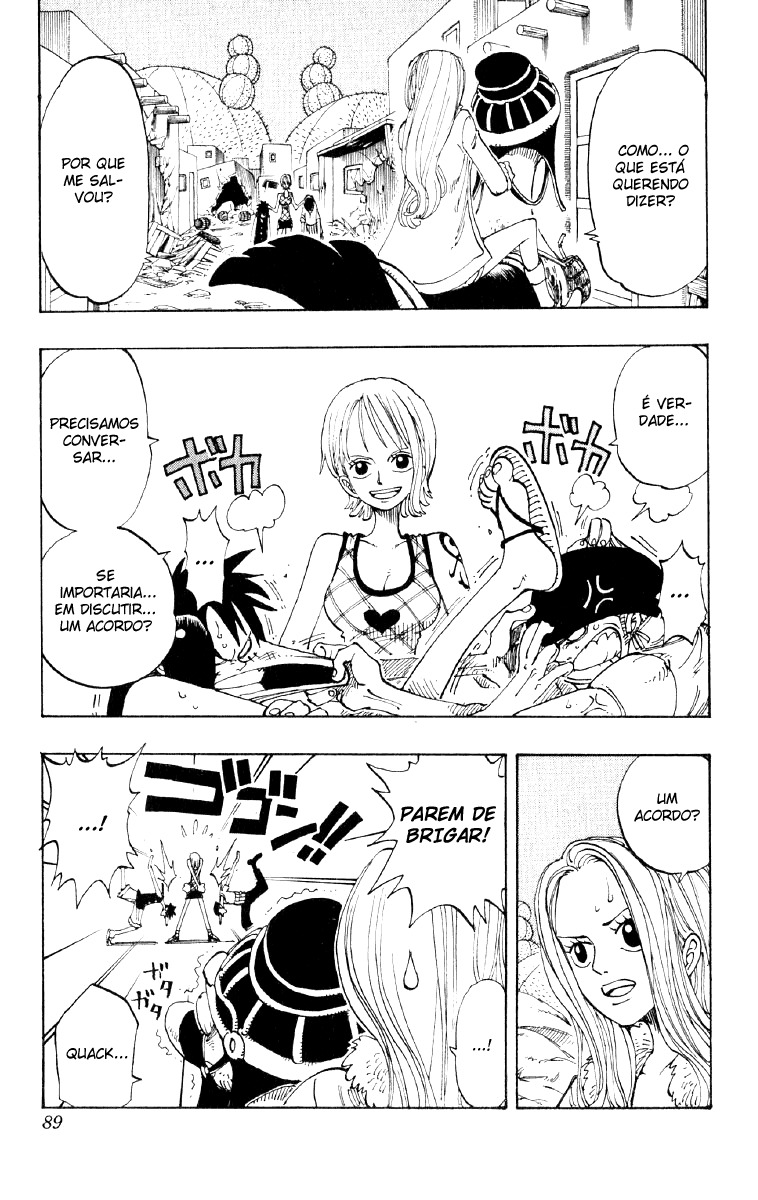 COMO... O
QUE ESTÁ
QUERENDO
DIZER?
POR QUE
ME SAL-
VOU?
É VER-
DADE...
ボカ
...
PRECISAMOS
CONVER-
SAR...
ボカ
...
SE
IMPORTARIA...
EM DISCUTIR...
UM ACORDO?
UM
ACORDO?
PAREM DE
BRIGAR!
ゴゴーン!!
...!
...!
ガタ
ガタ
QUACK...
89